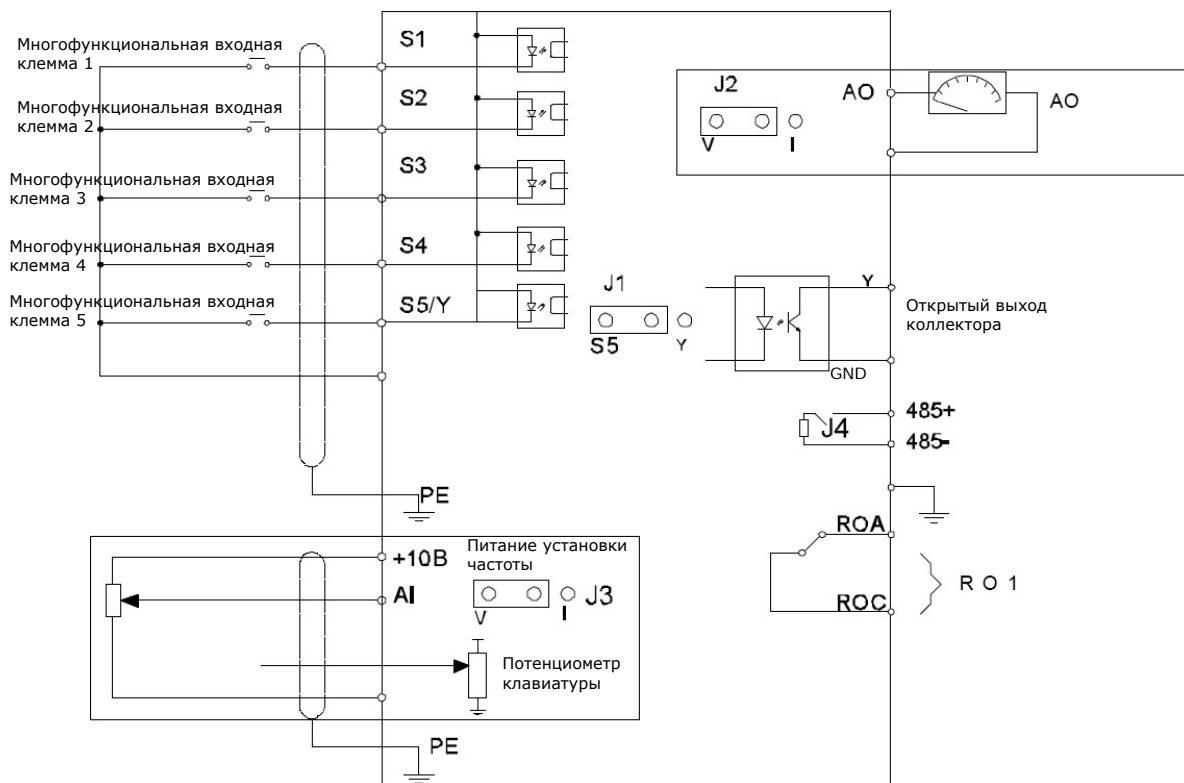 Многофункциональная входная
клемма 1
S1
Многофункциональная входная
клемма 2
S2
Многофункциональная входная
клемма 3
S3
Многофункциональная входная
клемма 4
S4
Многофункциональная входная
клемма 5
S5/Y
J1
S5
Y
J2
V
I
AO
AO
Y
GND
Открытый выход
коллектора
485+
485-
J4
PE
ROA
ROC
RO1
+10В
AI
Питание установки
частоты
V
I
J3
Потенциометр
клавиатуры
PE